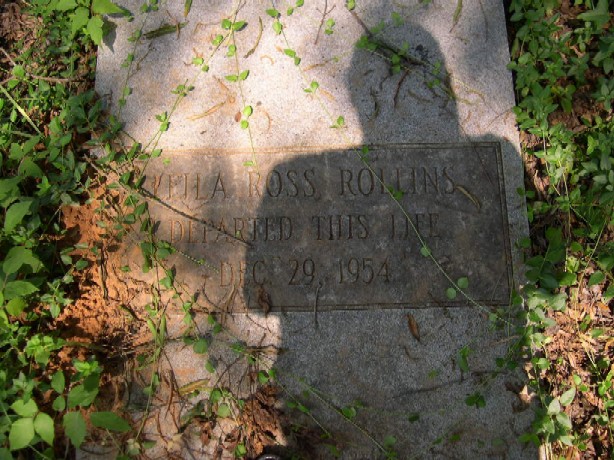 ROSS ROLLINS
DEPARTED THIS LIFE
DEC. 29, 1954